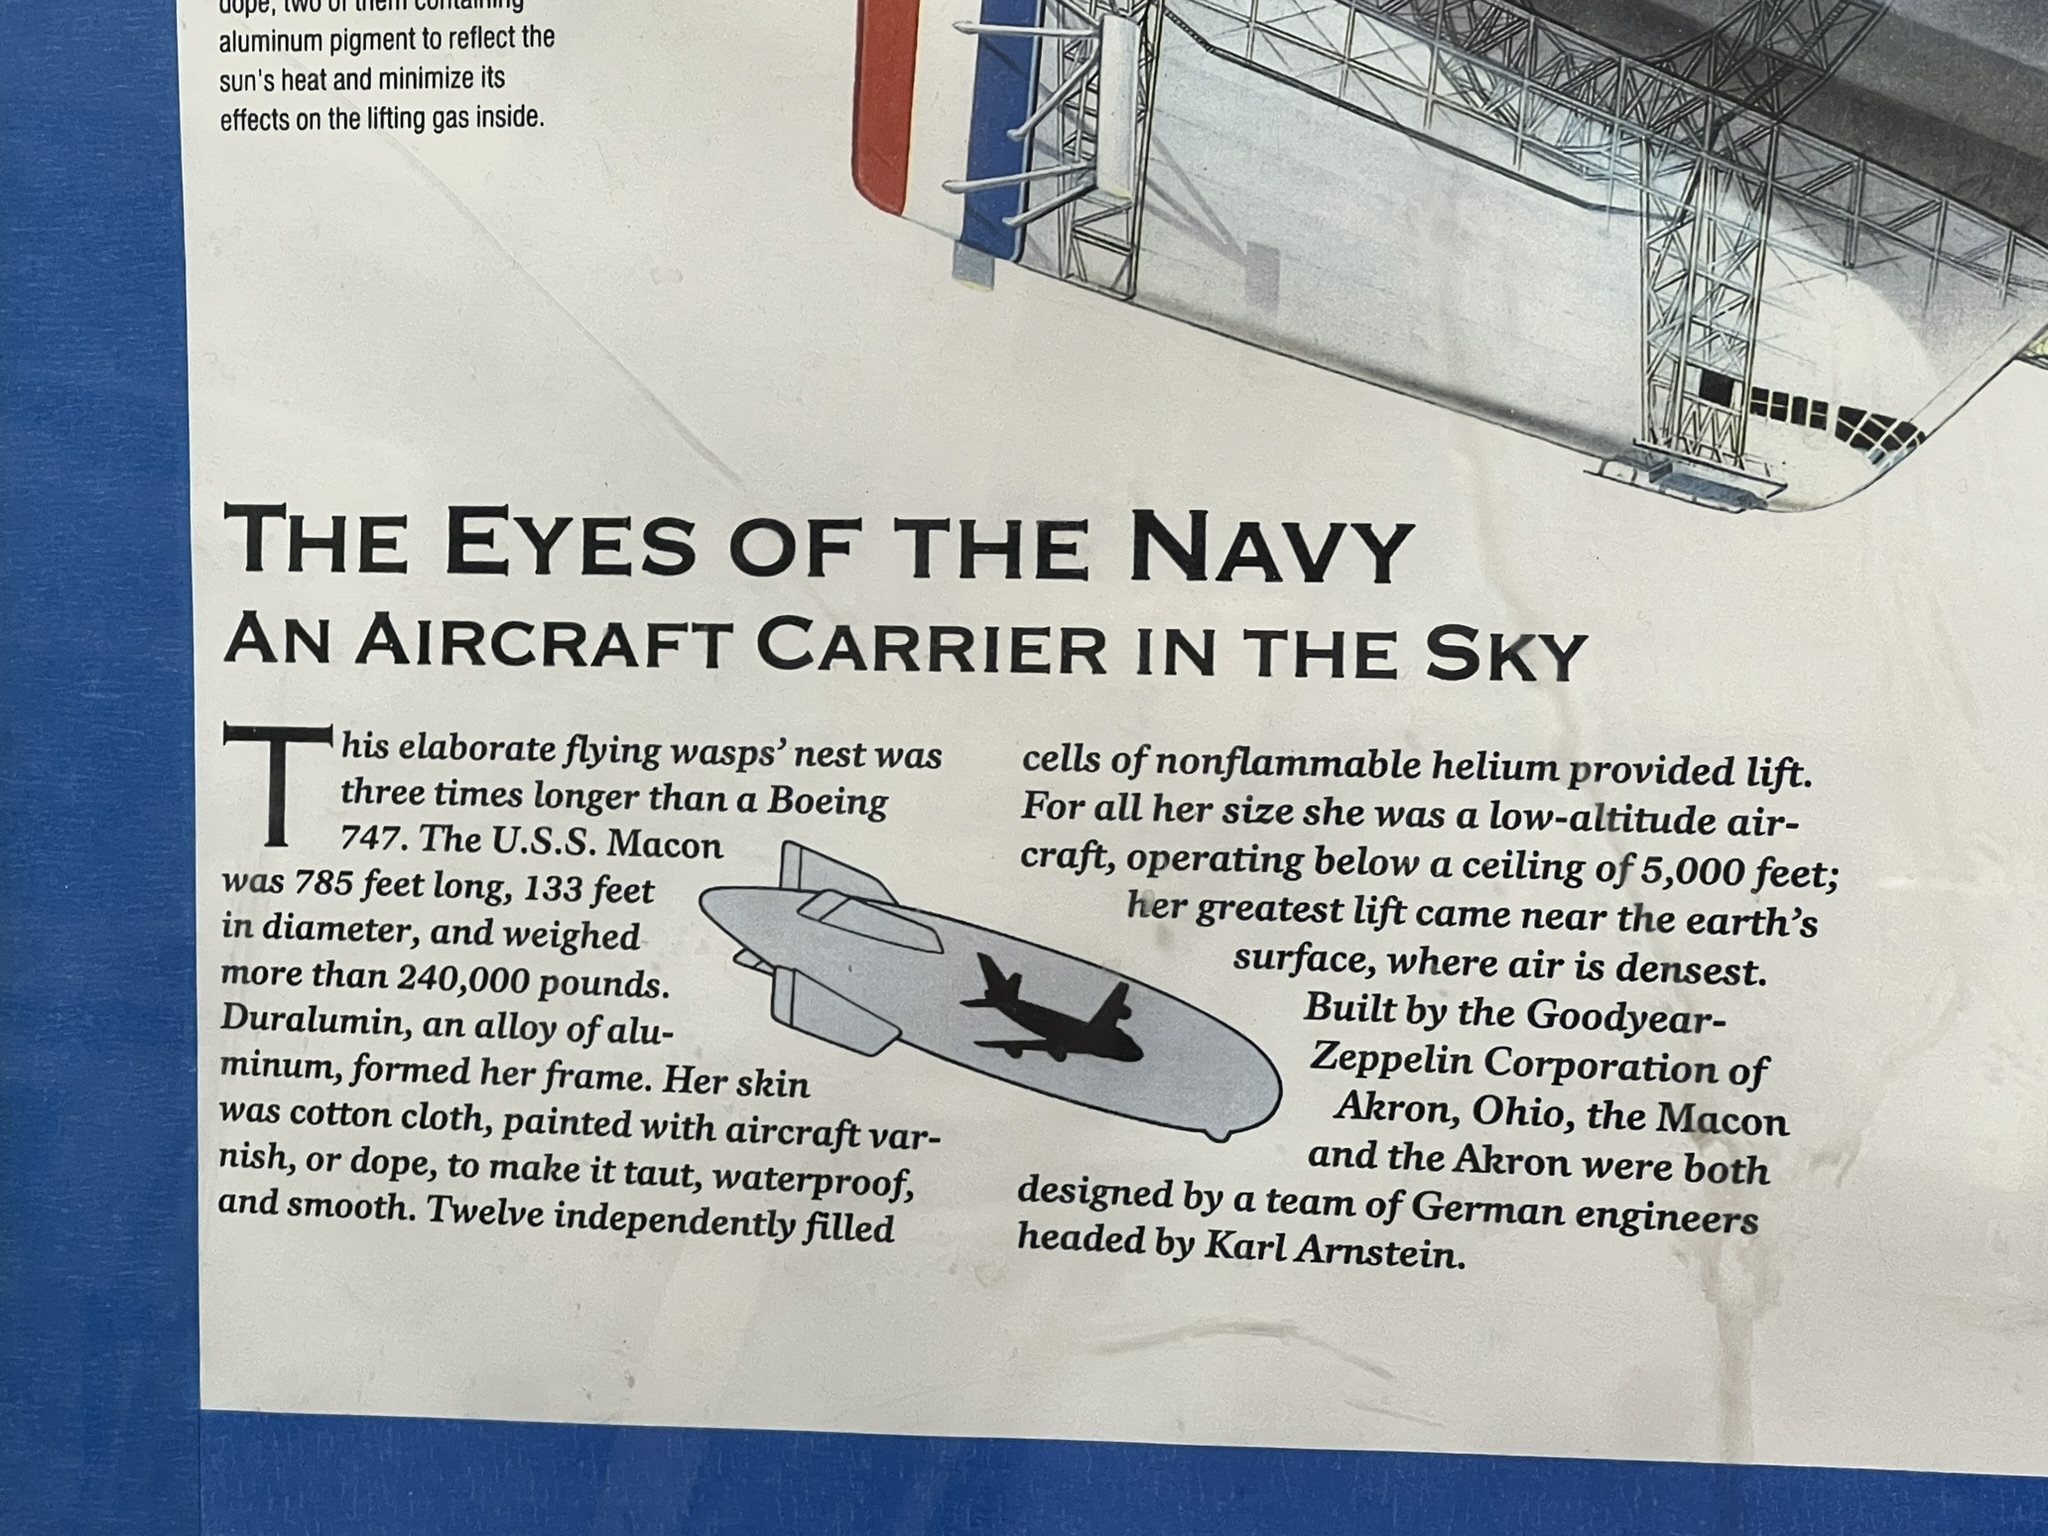 dope, two of them containing
aluminum pigment to reflect the
sun's heat and minimize its
effects on the lifting gas inside.
THE EYES OF THE NAVY
AN AIRCRAFT CARRIER IN THE SKY
This elaborate flying wasps' nest was
three times longer than a Boeing
747. The U.S.S. Macon
was 785 feet long, 133 feet
in diameter, and weighed
more than 240,000 pounds.
Duralumin, an alloy of alu-
minum, formed her frame. Her skin
was cotton cloth, painted with aircraft var-
nish, or dope, to make it taut, waterproof,
and smooth. Twelve independently filled
cells of nonflammable helium provided lift.
For all her size she was a low-altitude air-
craft, operating below a ceiling of 5,000 feet;
her greatest lift came near the earth's
surface, where air is densest.
Built by the Goodyear-
Zeppelin Corporation of
Akron, Ohio, the Macon
and the Akron were both
designed by a team of German engineers
headed by Karl Arnstein.